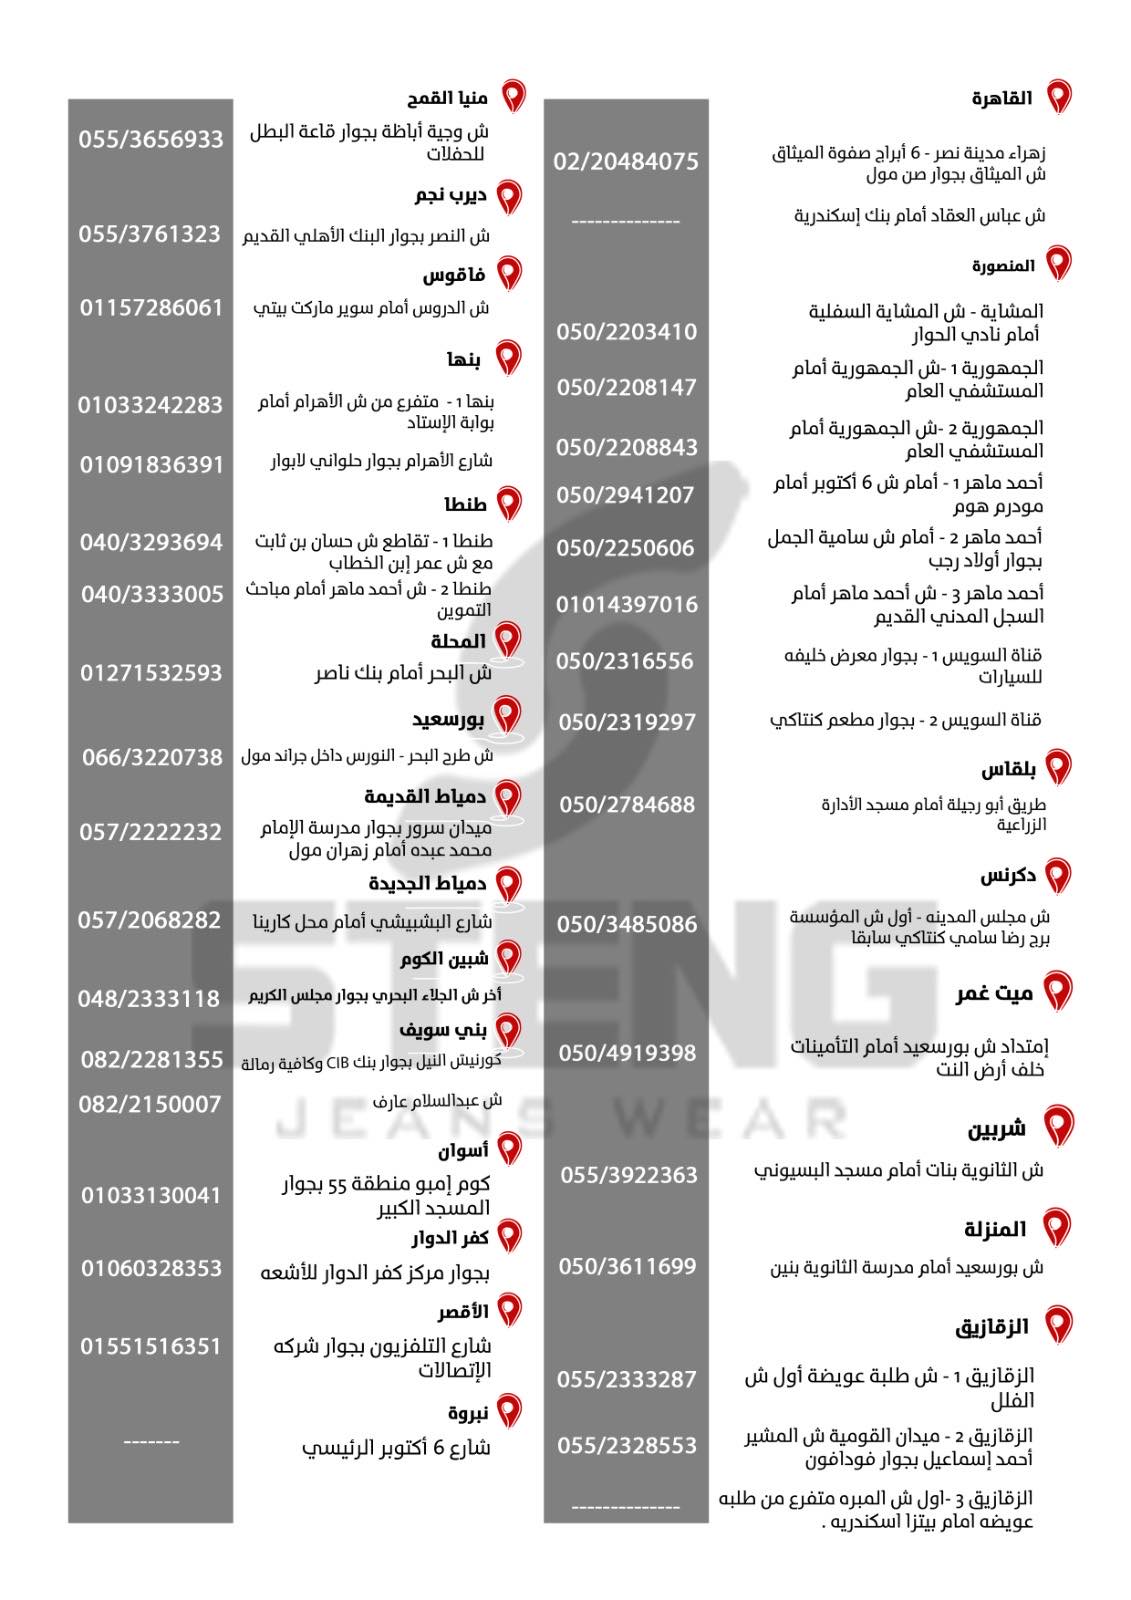 القاهرة
زهراء مدينة نصر - 6 أبراج صفوة الميثاق
ش الميثاق بجوار صن مول
02/20484075
ش عباس العقاد أمام بنك إسكندرية
--------------
المنصورة
المشاية - ش المشاية السفلية
أمام نادي الحوار
050/2203410
الجمهورية 1 -ش الجمهورية أمام
المستشفي العام
050/2208147
الجمهورية 2 -ش الجمهورية أمام
المستشفي العام
050/2208843
أحمد ماهر 1 - أمام ش 6 أكتوبر أمام
مودرم هوم
050/2941207
أحمد ماهر 2 - أمام ش سامية الجمل
بجوار أولاد رجب
050/2250606
أحمد ماهر 3 - ش أحمد ماهر أمام
السجل المدني القديم
01014397016
قناة السويس 1 - بجوار معرض خليفه
للسيارات
050/2316556
قناة السويس 2 - بجوار مطعم كنتاكي
050/2319297
بلقاس
طريق أبو رحيلة أمام مسجد الأدارة
الزراعية
050/2784688
دكرنس
ش مجلس المدينه - أول ش المؤسسة
برج رضا سامي كنتاكي سابقا
050/3485086
ميت غمر
إمتداد ش بورسعيد أمام التأمينات
خلف أرض النت
050/4919398
شربين
ش الثانوية بنات أمام مسجد البسيوني
055/3922363
المنزلة
ش بورسعيد أمام مدرسة الثانوية بنين
050/3611699
الزقازيق
الزقازيق 1 - ش طلبة عويضة أول ش
الفلل
055/2333287
الزقازيق 2 - ميدان القومية ش المشير
أحمد إسماعيل بجوار فودافون
055/2328553
الزقازيق 3 -اول ش المبره متفرع من طلبه
عويضه امام بيتزا اسكندريه .
--------------
منيا القمح
ش وجية أباظة بجوار قاعة البطل
للحفلات
055/3656933
ديرب نجم
ش النصر بجوار البنك الأهلي القديم
055/3761323
فاقوس
ش الدروس أمام سوبر ماركت بيتي
01157286061
بنها
بنها 1 - متفرع من ش الأهرام أمام
بوابة الإستاد
01033242283
شارع الأهرام بجوار حلواني لابوار
01091836391
طنطا
طنطا 1 - تقاطع ش حسان بن ثابت
مع ش عمر إبن الخطاب
040/3293694
طنطا 2 - ش أحمد ماهر أمام مباحث
التموين
040/3333005
المحلة
ش البحر أمام بنك ناصر
01271532593
بورسعيد
ش طرح البحر - النورس داخل جراند مول
066/3220738
دمياط القديمة
ميدان سرور بجوار مدرسة الإمام
محمد عبده أمام زهران مول
057/2222232
دمياط الجديدة
شارع البشبيشي أمام محل كارينا
057/2068282
شبين الكوم
أخر ش الجلاء البحري بجوار مجلس الكريم
048/2333118
بني سويف
كورنيش النيل بجوار بنك CIB وكافية رمالة
082/2281355
ش عبدالسلام عارف
082/2150007
أسوان
كوم إمبو منطقة 55 بجوار
المسجد الكبير
01033130041
كفر الدوار
بجوار مركز كفر الدوار للأشعه
01060328353
الأقصر
شارع التلفزيون بجوار شركه
الإتصالات
01551516351
نبروة
شارع 6 أكتوبر الرئيسي
-------
STENG
JEANS WEAR